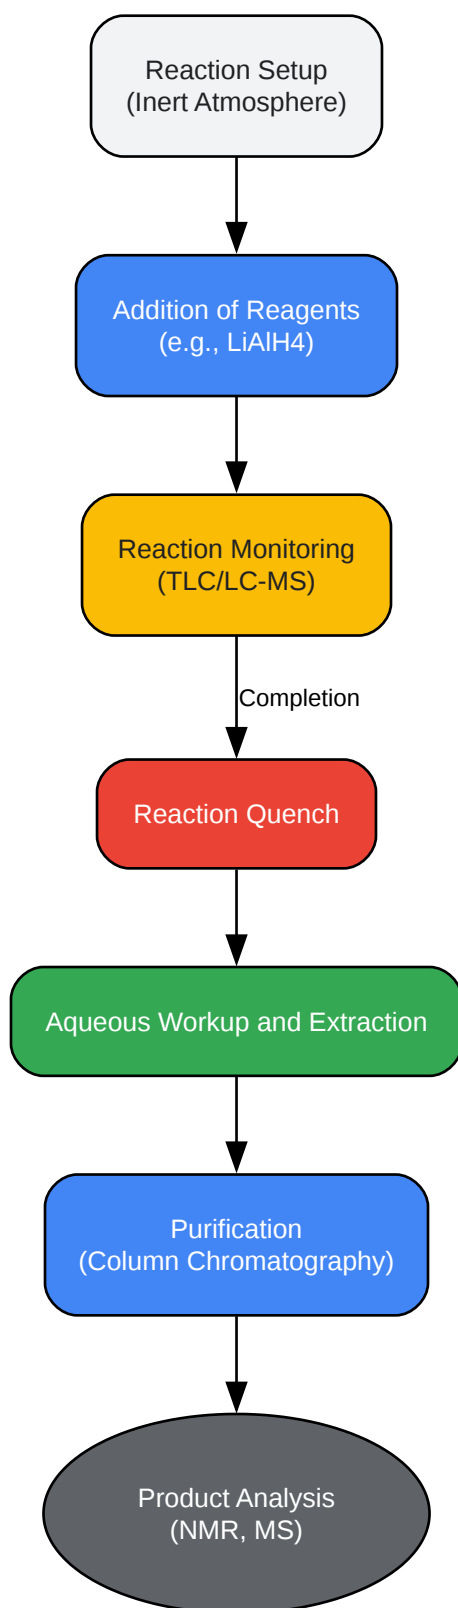 Reaction Setup
(Inert Atmosphere)
Addition of Reagents
(e.g., LiAlH4)
Reaction Monitoring
(TLC/LC-MS)
Completion
Reaction Quench
Aqueous Workup and Extraction
Purification
(Column Chromatography)
Product Analysis
(NMR, MS)